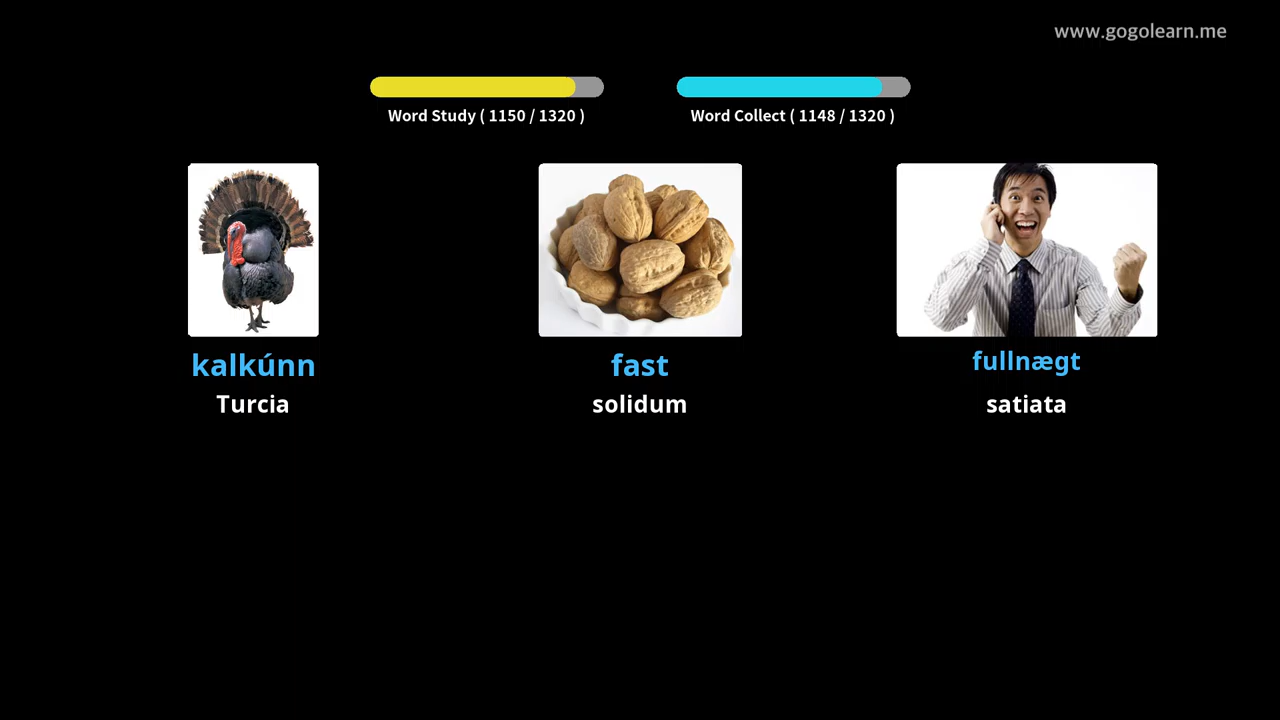 www.gogolearn.me
Word Study ( 1150 / 1320 )
Word Collect ( 1148 / 1320 )
kalkúnn
Turcia
fast
solidum
fullnægt
satiata